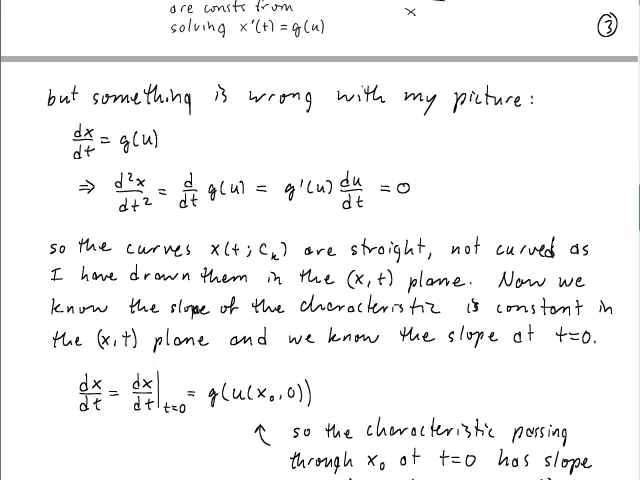 are consts from
solving x'(t) = g(u)
x
3
but something is wrong with my picture:
dx/dt = g(u)
⇒ d²x/dt² = d/dt g(u) = g'(u) du/dt = 0
so the curves x(t; cₖ) are straight, not curved as
I have drawn them in the (x,t) plane. Now we
know the slope of the characteristic is constant in
the (x,t) plane and we know the slope at t=0.
dx/dt = dx/dt|ₜ₌₀ = g(u(x₀,0))
↑ so the characteristic passing
through x₀ at t=0 has slope